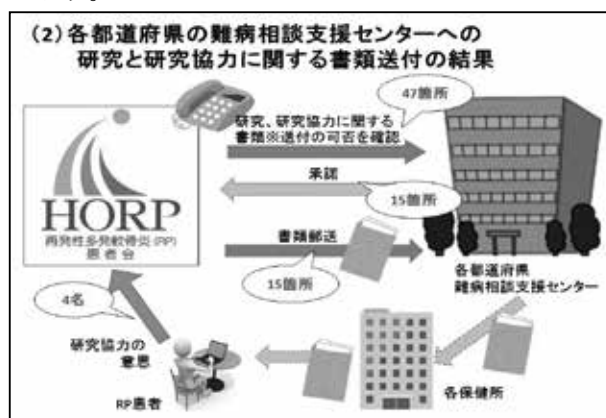 (2)各都道府県の難病相談支援センターへの
研究と研究協力に関する書類送付の結果
47箇所
研究、研究協力に関する
書類※送付の可否を確認
承諾
15箇所
HORP
再発性多発軟骨炎(RP)
患者会
書類郵送
15箇所
各都道府県
難病相談支援センター
4名
研究協力の
意思
RP患者
各保健所